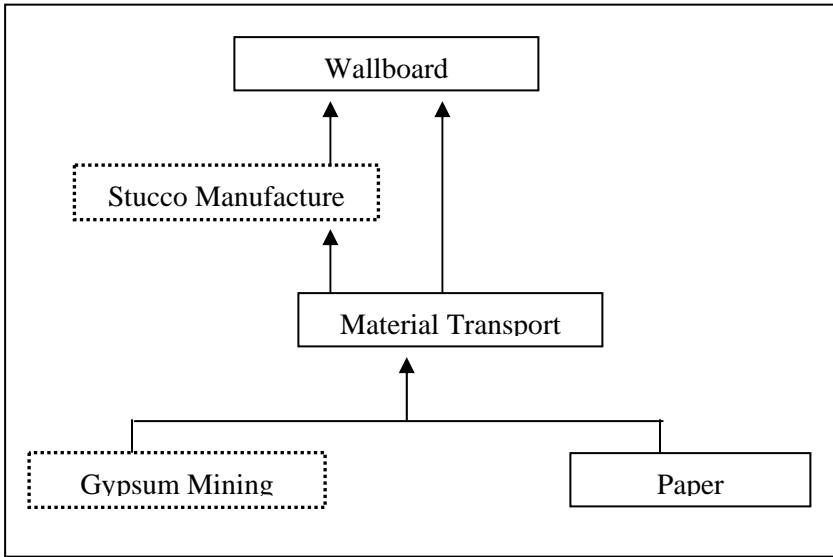 Wallboard
Stucco Manufacture
Material Transport
Gypsum Mining
Paper